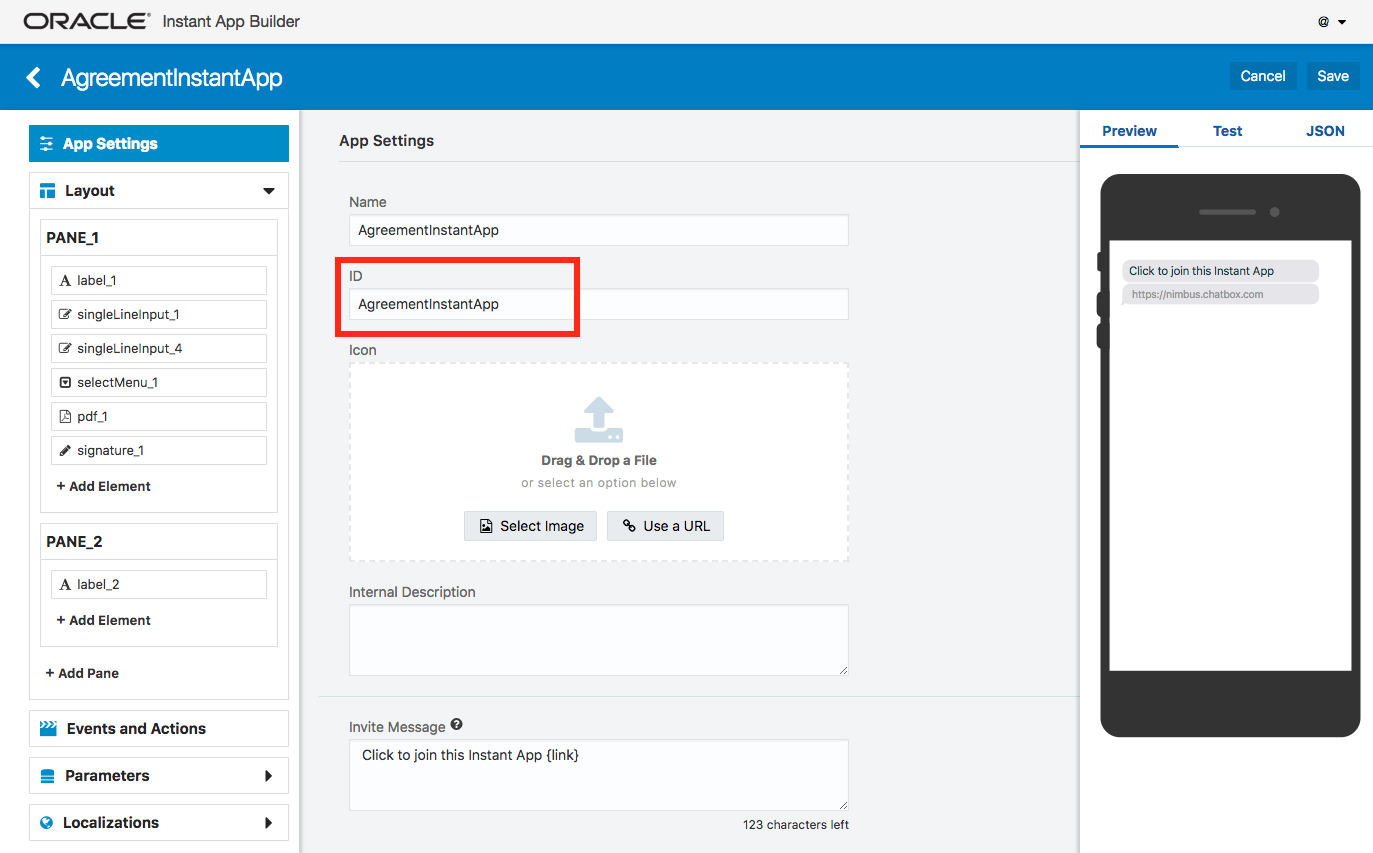 ORACLE® Instant App Builder
@
AgreementInstantApp
Cancel
Save
App Settings
Layout
PANE_1
label_1
singleLineInput_1
singleLineInput_4
selectMenu_1
pdf_1
signature_1
+ Add Element
PANE_2
label_2
+ Add Element
+ Add Pane
Events and Actions
Parameters
Localizations
App Settings
Name
AgreementInstantApp
ID
AgreementInstantApp
Icon
Drag & Drop a File
or select an option below
Select Image
Use a URL
Internal Description
Invite Message ?
Click to join this Instant App {link}
123 characters left
Preview
Test
JSON
Click to join this Instant App
https://nimbus.chatbox.com